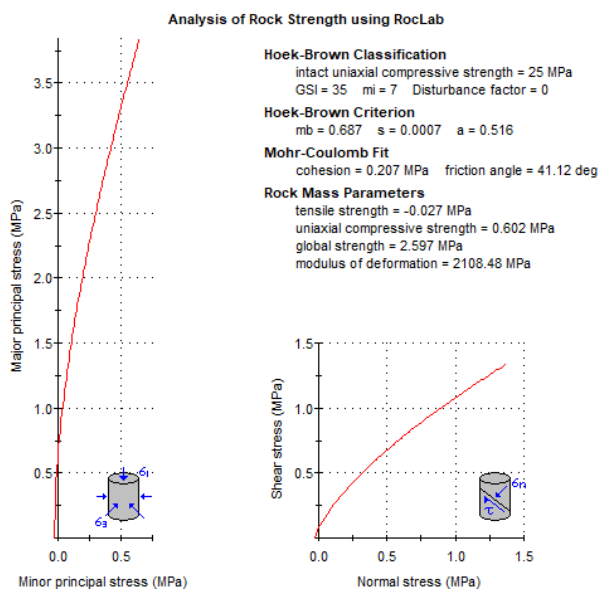 Analysis of Rock Strength using RocLab
Hoek-Brown Classification
intact uniaxial compressive strength = 25 MPa
GSI = 35 mi = 7 Disturbance factor = 0
Hoek-Brown Criterion
mb = 0.687 s = 0.0007 a = 0.516
Mohr-Coulomb Fit
cohesion = 0.207 MPa friction angle = 41.12 deg
Rock Mass Parameters
tensile strength = -0.027 MPa
uniaxial compressive strength = 0.602 MPa
global strength = 2.597 MPa
modulus of deformation = 2108.48 MPa
Major principal stress (MPa)
3.5
3.0
2.5
2.0
1.5
1.0
0.5
σ1
σ3
0.0 0.5
Minor principal stress (MPa)
Shear stress (MPa)
1.5
1.0
0.5
σn
τ
0.0 0.5 1.0 1.5
Normal stress (MPa)